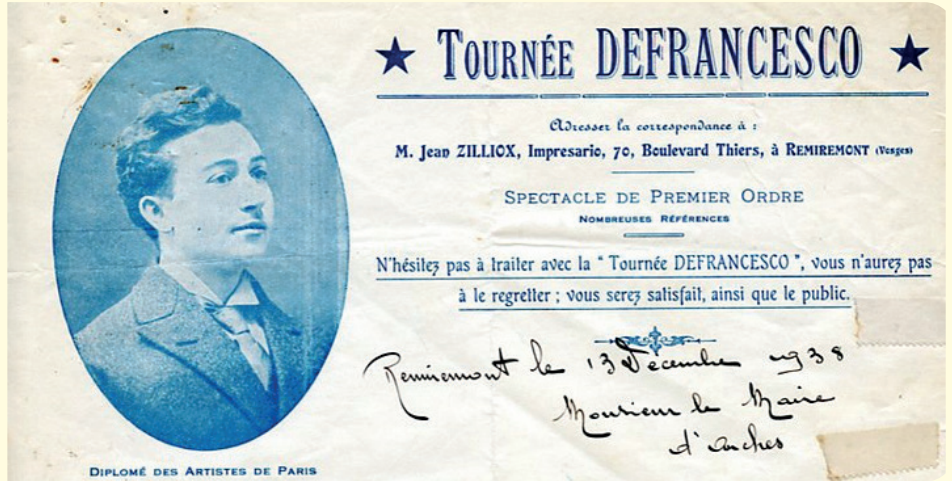 ★ TOURNÉE DEFRANCESCO ★
Adresser la correspondance à :
M. Jean ZILLIOX, Impresario, 70, Boulevard Thiers, à REMIREMONT (Vosges)
SPECTACLE DE PREMIER ORDRE
NOMBREUSES RÉFÉRENCES
N'hésitez pas à traiter avec la " Tournée DEFRANCESCO ", vous n'aurez pas
à le regretter ; vous serez satisfait, ainsi que le public.
Remiremont le 13 Décembre 1938
Monsieur le Maire
d'arches
DIPLOMÉ DES ARTISTES DE PARIS